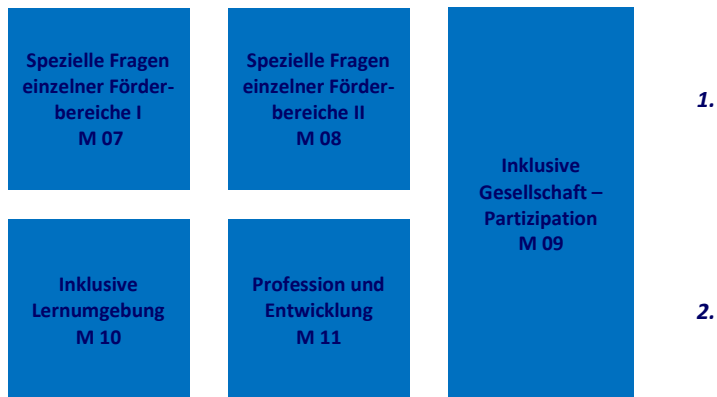 Spezielle Fragen
einzelner Förder-
bereiche I
M 07
Spezielle Fragen
einzelner Förder-
bereiche II
M 08
Inklusive
Gesellschaft –
Partizipation
M 09
1.
Inklusive
Lernumgebung
M 10
Profession und
Entwicklung
M 11
2.